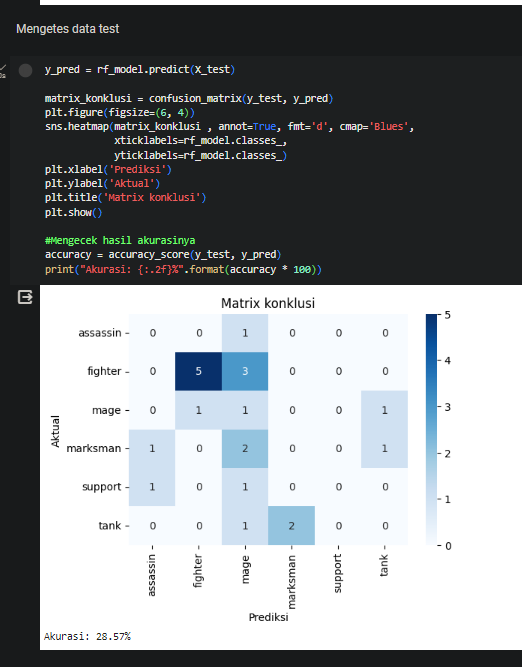 Mengetes data test
0s
y_pred = rf_model.predict(X_test)
matrix_konklusi = confusion_matrix(y_test, y_pred)
plt.figure(figsize=(6, 4))
sns.heatmap(matrix_konklusi , annot=True, fmt='d', cmap='Blues',
xticklabels=rf_model.classes_,
yticklabels=rf_model.classes_)
plt.xlabel('Prediksi')
plt.ylabel('Aktual')
plt.title('Matrix konklusi')
plt.show()
#Mengecek hasil akurasinya
accuracy = accuracy_score(y_test, y_pred)
print("Akurasi: {:.2f}%".format(accuracy * 100))
Matrix konklusi
assassin 0 0 1 0 0 0
fighter 0 5 3 0 0 0
mage 0 1 1 0 0 1
marksman 1 0 2 0 0 1
support 1 0 1 0 0 0
tank 0 0 1 2 0 0
Aktual
assassin fighter mage marksman support tank
Prediksi
5
4
3
2
1
0
Akurasi: 28.57%